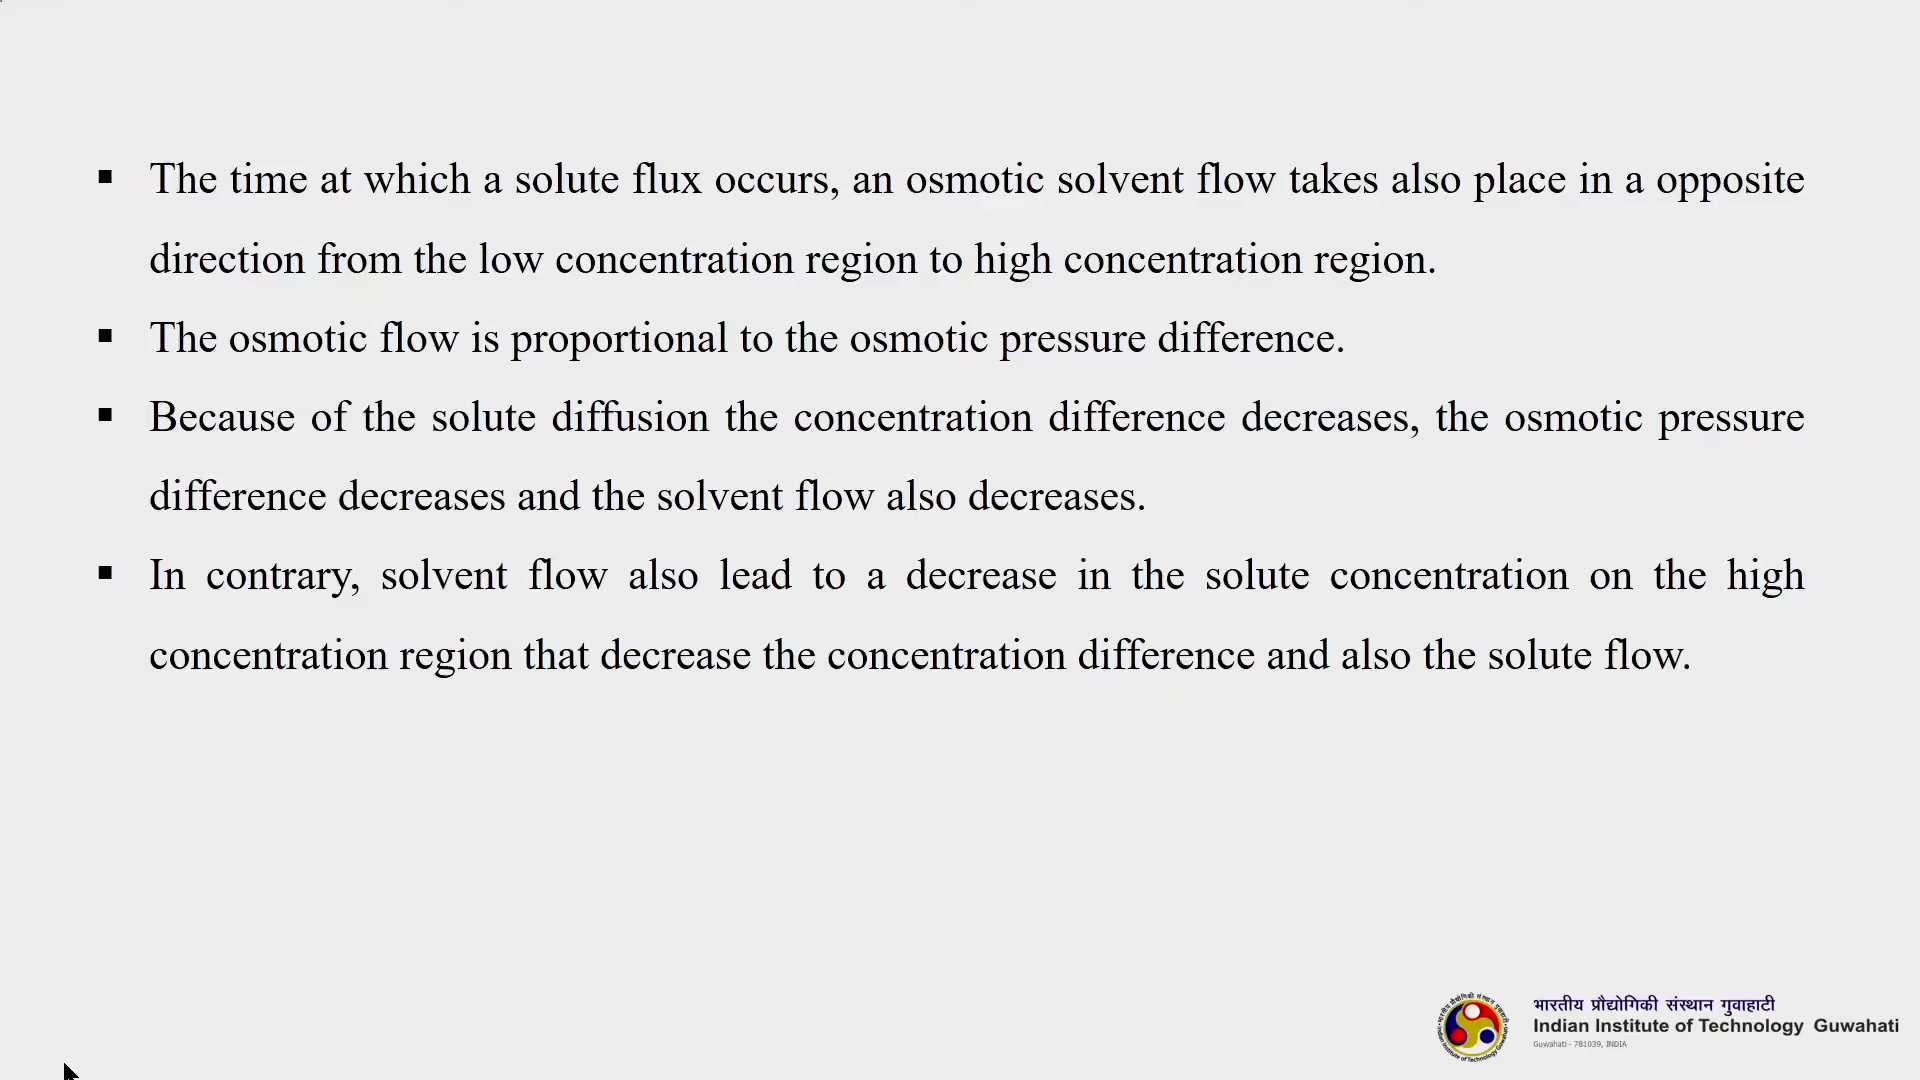 ▪ The time at which a solute flux occurs, an osmotic solvent flow takes also place in a opposite
direction from the low concentration region to high concentration region.
▪ The osmotic flow is proportional to the osmotic pressure difference.
▪ Because of the solute diffusion the concentration difference decreases, the osmotic pressure
difference decreases and the solvent flow also decreases.
▪ In contrary, solvent flow also lead to a decrease in the solute concentration on the high
concentration region that decrease the concentration difference and also the solute flow.
भारतीय प्रौद्योगिकी संस्थान गुवाहाटी
Indian Institute of Technology Guwahati
Guwahati - 781039, INDIA